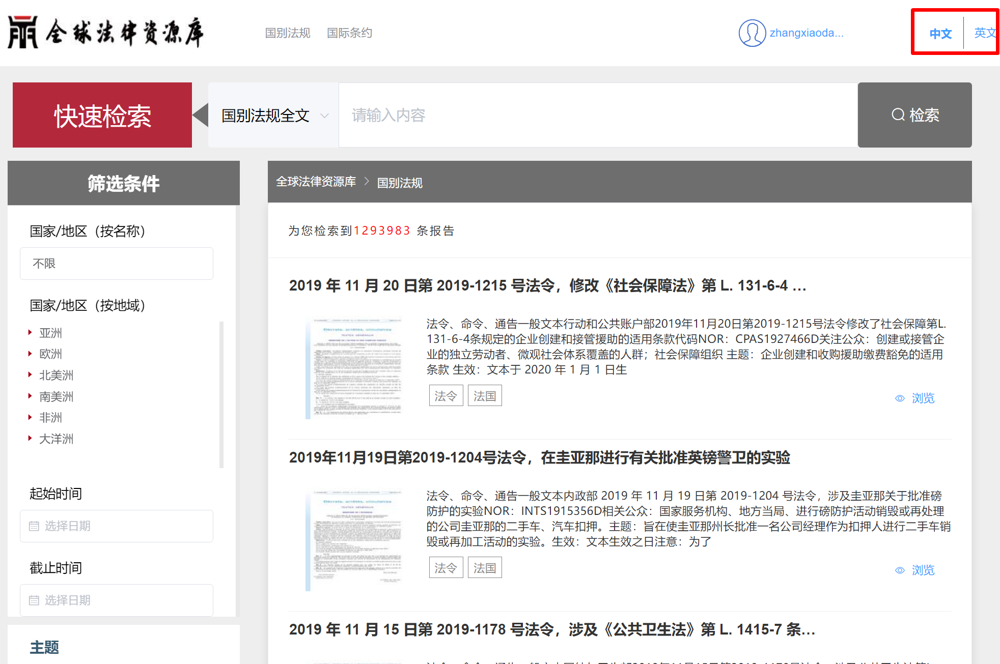 全球法律资源库
国别法规 国际条约
zhangxiaoda...
中文 英文
快速检索
国别法规全文
请输入内容
检索
筛选条件
国家/地区（按名称）
不限
国家/地区（按地域）
亚洲
欧洲
北美洲
南美洲
非洲
大洋洲
起始时间
选择日期
截止时间
选择日期
主题
全球法律资源库 国别法规
为您检索到1293983 条报告
2019 年 11 月 20 日第 2019-1215 号法令，修改《社会保障法》第 L. 131-6-4 …
法令、命令、通告一般文本行动和公共账户部2019年11月20日第2019-1215号法令修改了社会保障第L.
131-6-4条规定的企业创建和接管援助的适用条款代码NOR：CPAS1927466D关注公众：创建或接管企
业的独立劳动者、微观社会体系覆盖的人群；社会保障组织 主题：企业创建和收购援助缴费豁免的适用
条款 生效：文本于 2020 年 1 月 1 日生
法令 法国
浏览
2019年11月19日第2019-1204号法令，在圭亚那进行有关批准英镑警卫的实验
法令、命令、通告一般文本内政部 2019 年 11 月 19 日第 2019-1204 号法令，涉及圭亚那关于批准磅
防护的实验NOR：INTS1915356D相关公众：国家服务机构、地方当局、进行磅防护活动销毁或再处理
的公司圭亚那的二手车、汽车扣押。主题：旨在使圭亚那州长批准一名公司经理作为扣押人进行二手车销
毁或再加工活动的实验。生效：文本生效之日注意：为了
法令 法国
浏览
2019 年 11 月 15 日第 2019-1178 号法令，涉及《公共卫生法》第 L. 1415-7 条…